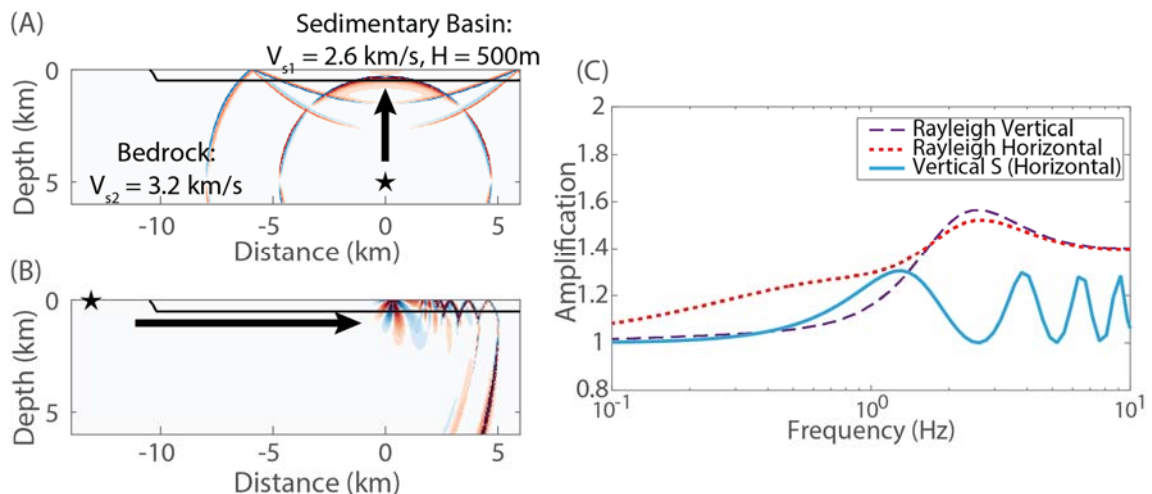 (A)
Sedimentary Basin:
Vs1 = 2.6 km/s, H = 500m
0
5
Depth (km)
Bedrock:
Vs2 = 3.2 km/s
-10
-5
0
5
Distance (km)
(B)
0
5
Depth (km)
-10
-5
0
5
Distance (km)
(C)
2
1.8
1.6
1.4
1.2
1
0.8
Amplification
Rayleigh Vertical
Rayleigh Horizontal
Vertical S (Horizontal)
10-1
100
101
Frequency (Hz)